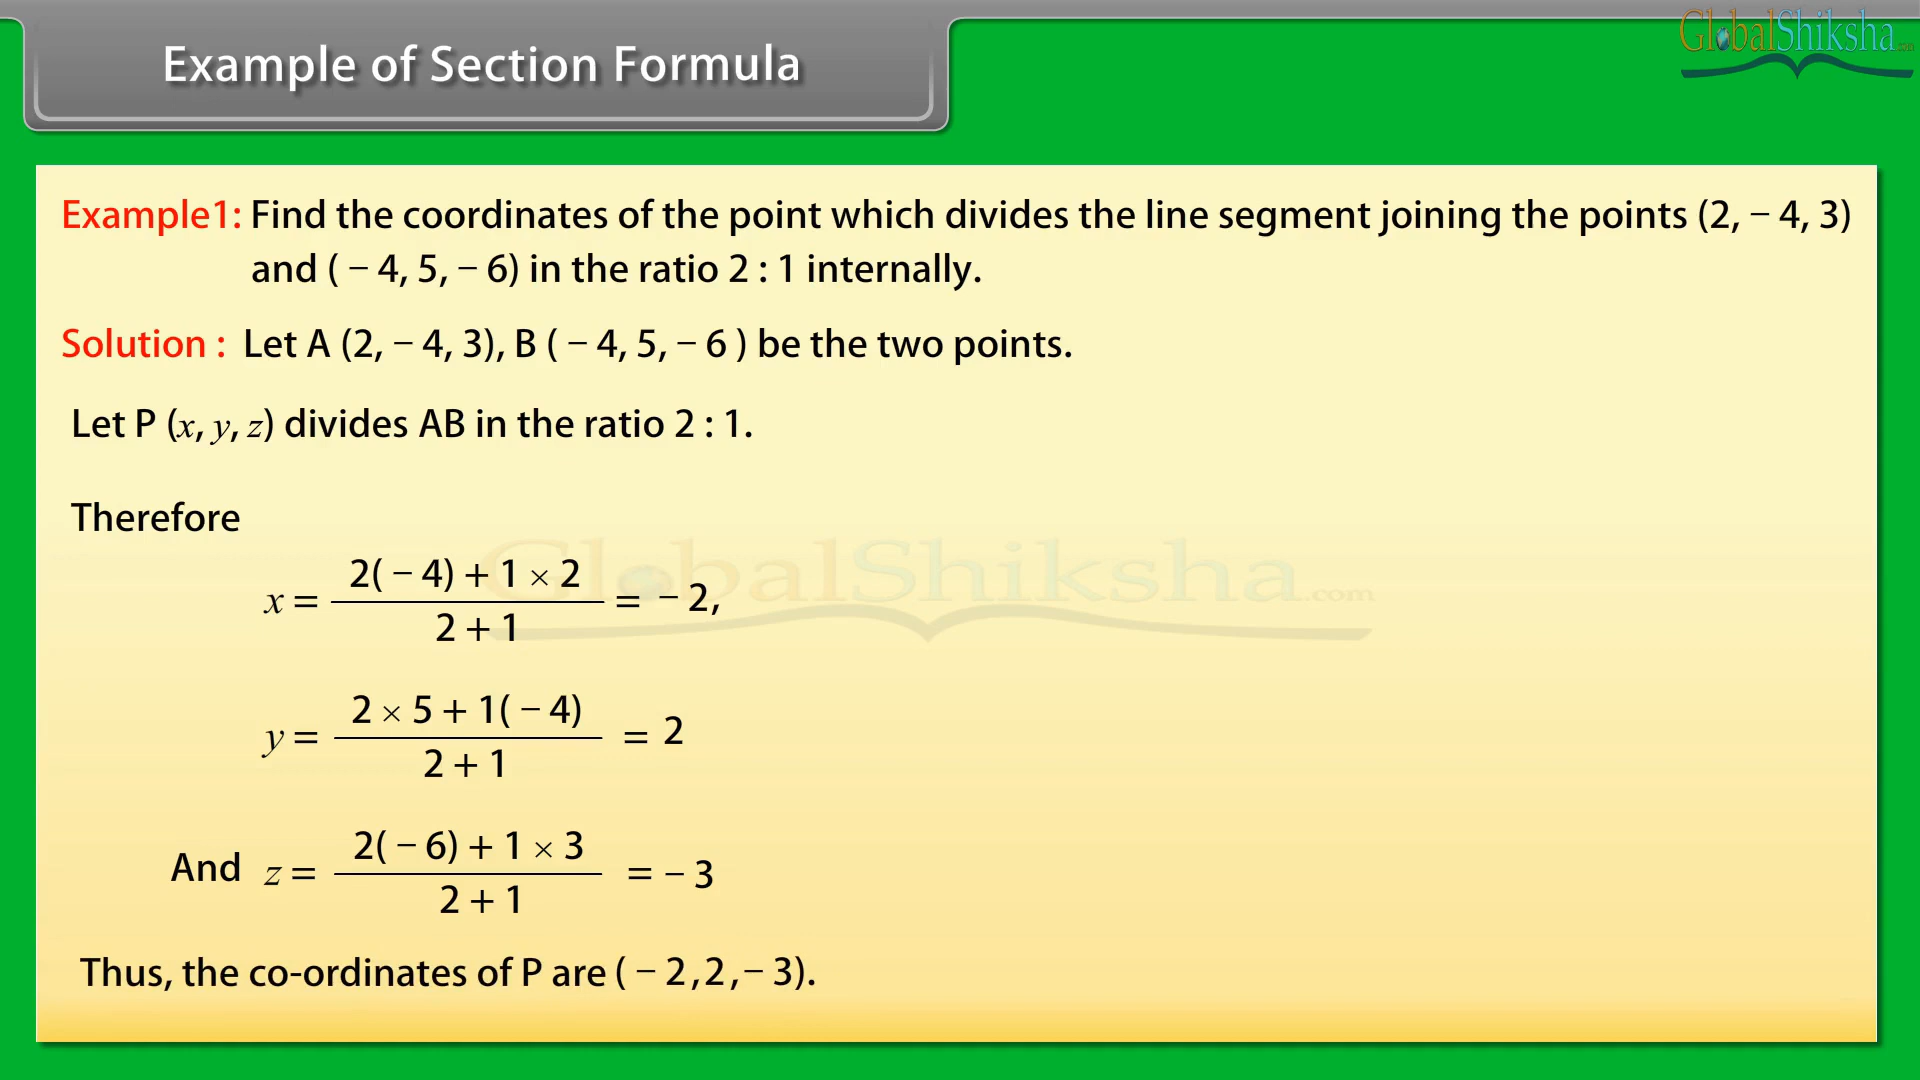 Example of Section Formula
GlobalShiksha.com
Example1: Find the coordinates of the point which divides the line segment joining the points (2, − 4, 3)
and ( − 4, 5, − 6) in the ratio 2 : 1 internally.
Solution : Let A (2, − 4, 3), B ( − 4, 5, − 6 ) be the two points.
Let P (x, y, z) divides AB in the ratio 2 : 1.
Therefore
GlobalShiksha.com
2( − 4) + 1 × 2
x = = − 2,
2 + 1
2 × 5 + 1( − 4)
y = = 2
2 + 1
2( − 6) + 1 × 3
And z = = − 3
2 + 1
Thus, the co-ordinates of P are ( − 2 , 2 , − 3).